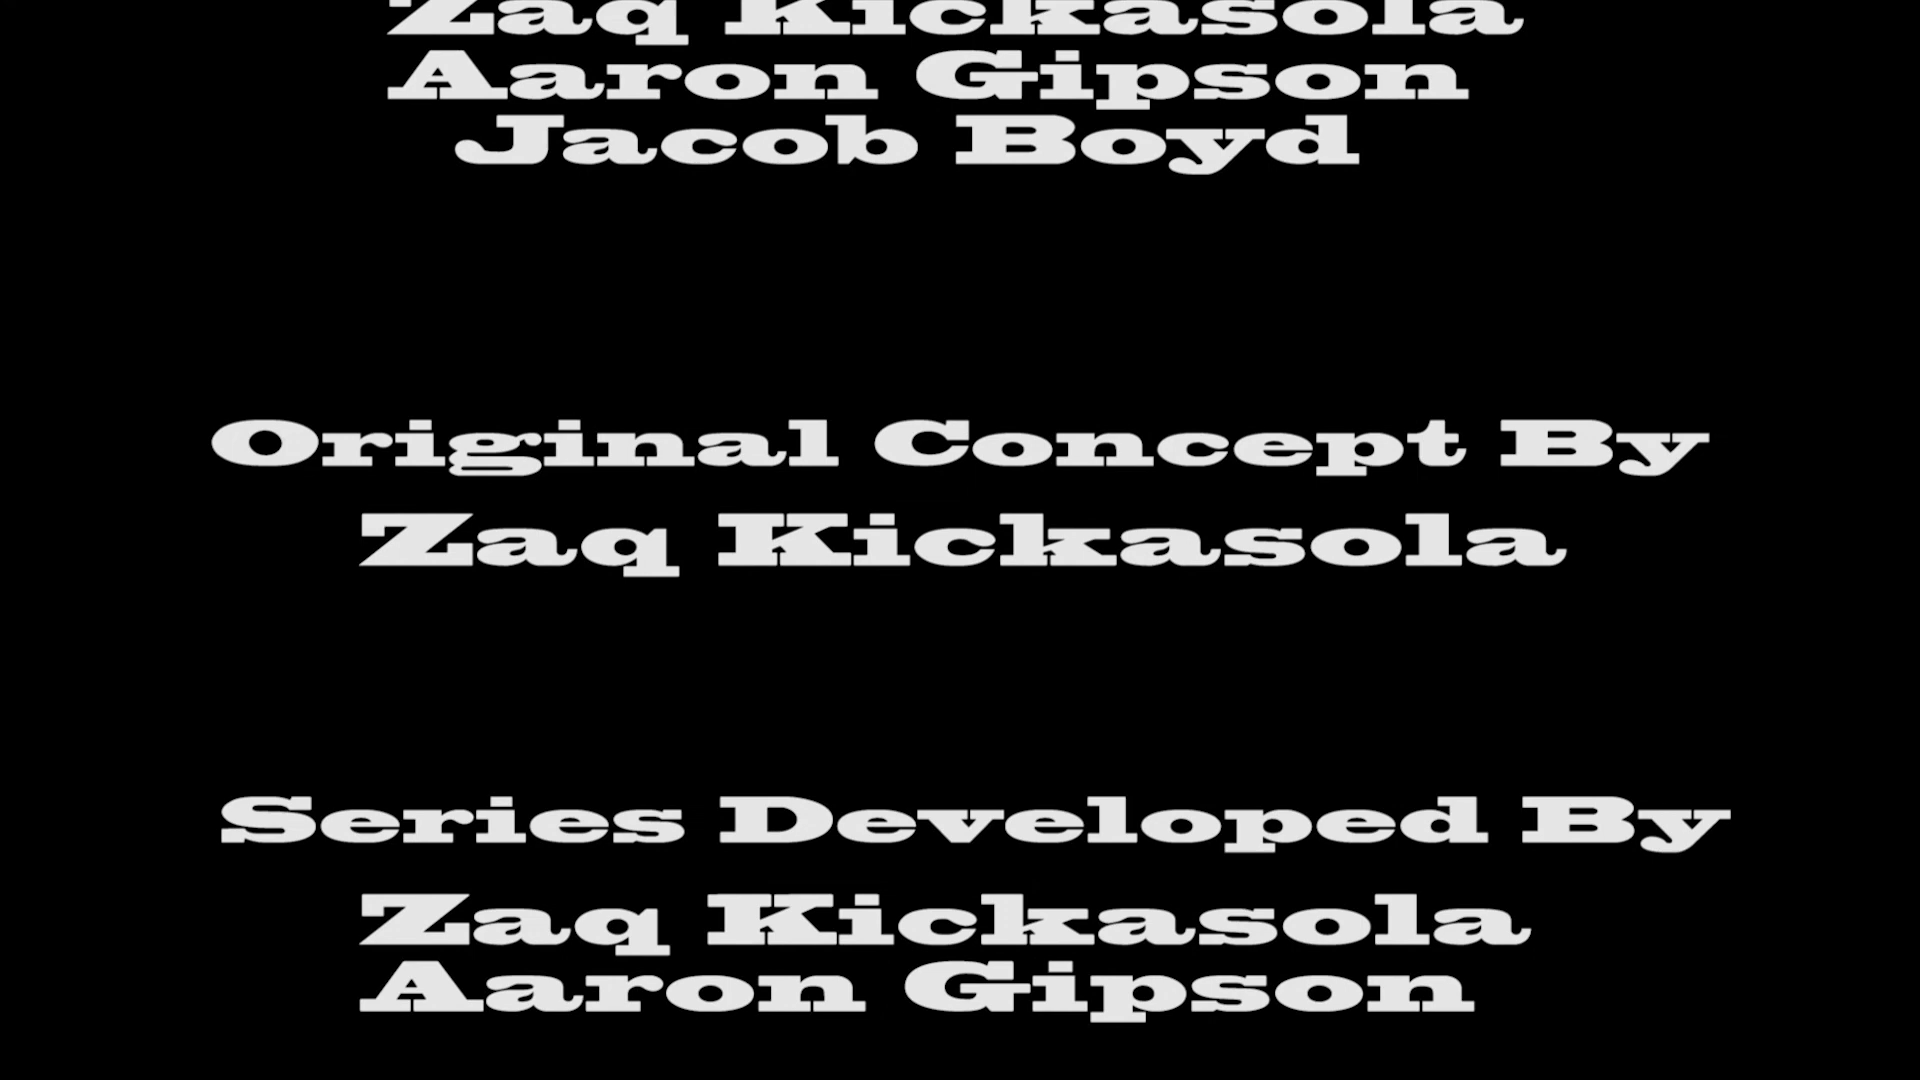 Zaq Kickasola
Aaron Gipson
Jacob Boyd
Original Concept By
Zaq Kickasola
Series Developed By
Zaq Kickasola
Aaron Gipson